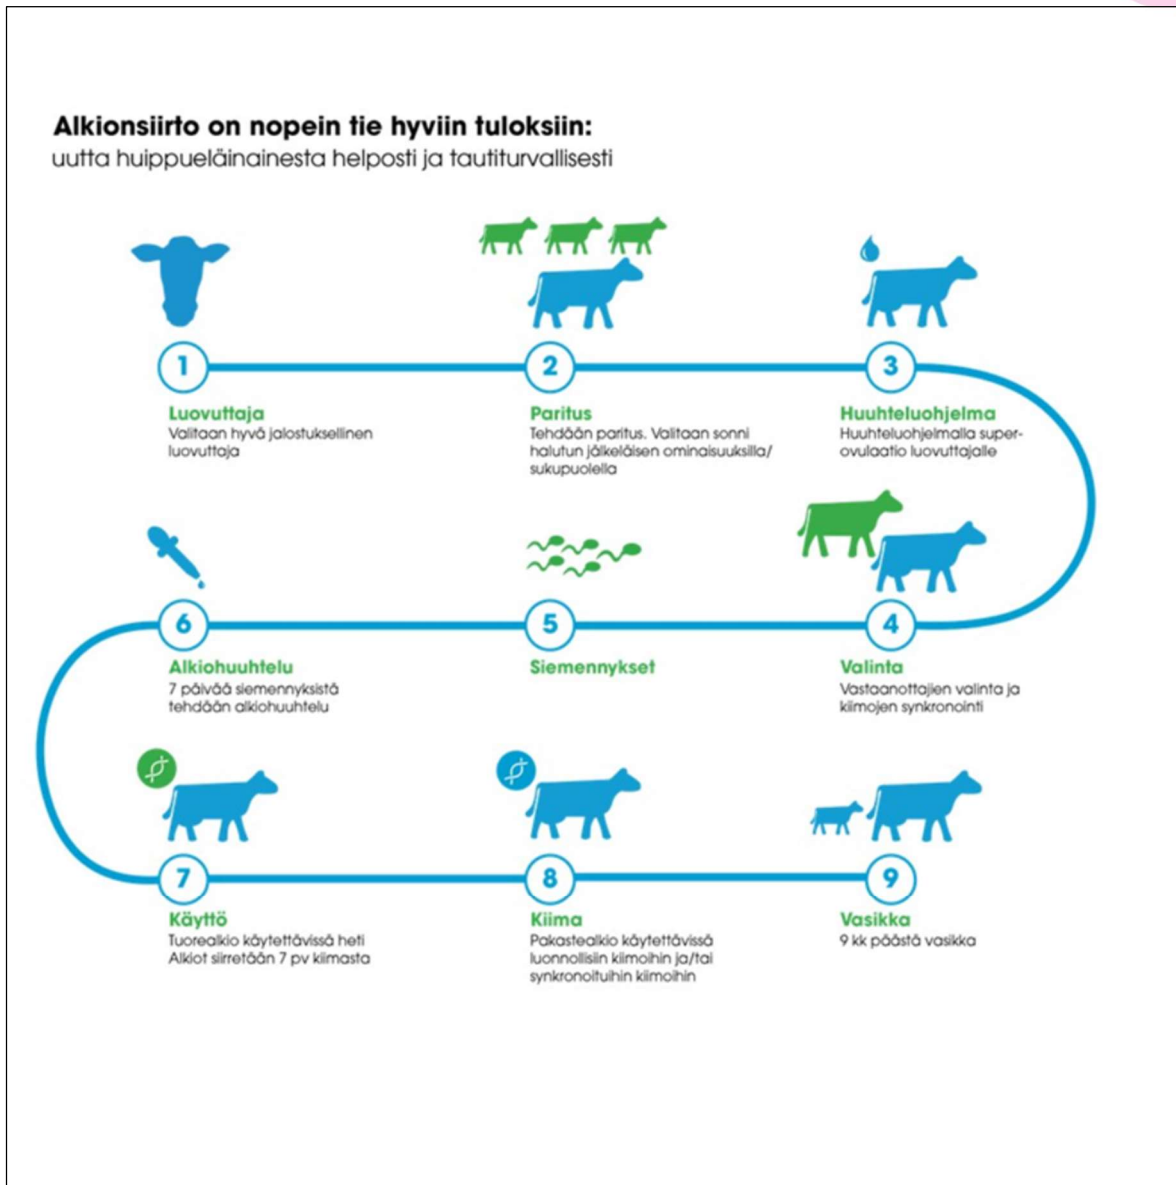 Alkionsiirto on nopein tie hyviin tuloksiin:
uutta huippueläinainesta helposti ja tautiturvallisesti
1
Luovuttaja
Valitaan hyvä jalostuksellinen
luovuttaja
2
Paritus
Tehdään paritus. Valitaan sonni
halutun jälkeläisen ominaisuuksilla/
sukupuolella
3
Huuhteluohjelma
Huuhteluohjelmalla super-
ovulaatio luovuttajalle
4
Valinta
Vastaanottajien valinta ja
kiimojen synkronointi
5
Siemennykset
6
Alkiohuuhtelu
7 päivää siemennyksistä
tehdään alkiohuuhtelu
7
Käyttö
Tuorealkio käytettävissä heti
Alkiot siirretään 7 pv kiimasta
8
Kiima
Pakastealkio käytettävissä
luonnollisiin kiimoihin ja/tai
synkronoituihin kiimoihin
9
Vasikka
9 kk päästä vasikka